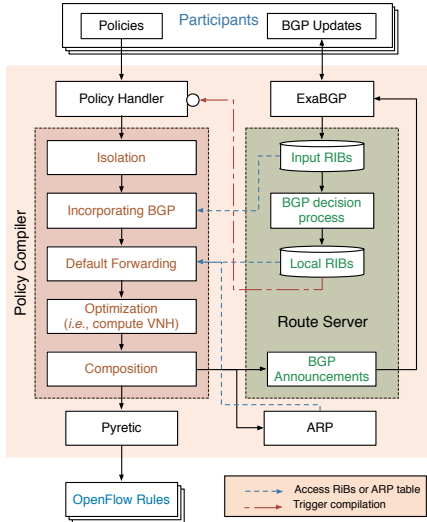 Participants
Policies
BGP Updates
Policy Handler
ExaBGP
Policy Compiler
Isolation
Input RIBs
Incorporating BGP
BGP decision
process
Default Forwarding
Local RIBs
Optimization
(i.e., compute VNH)
Route Server
Composition
BGP
Announcements
Pyretic
ARP
OpenFlow Rules
Access RiBs or ARP table
Trigger compilation